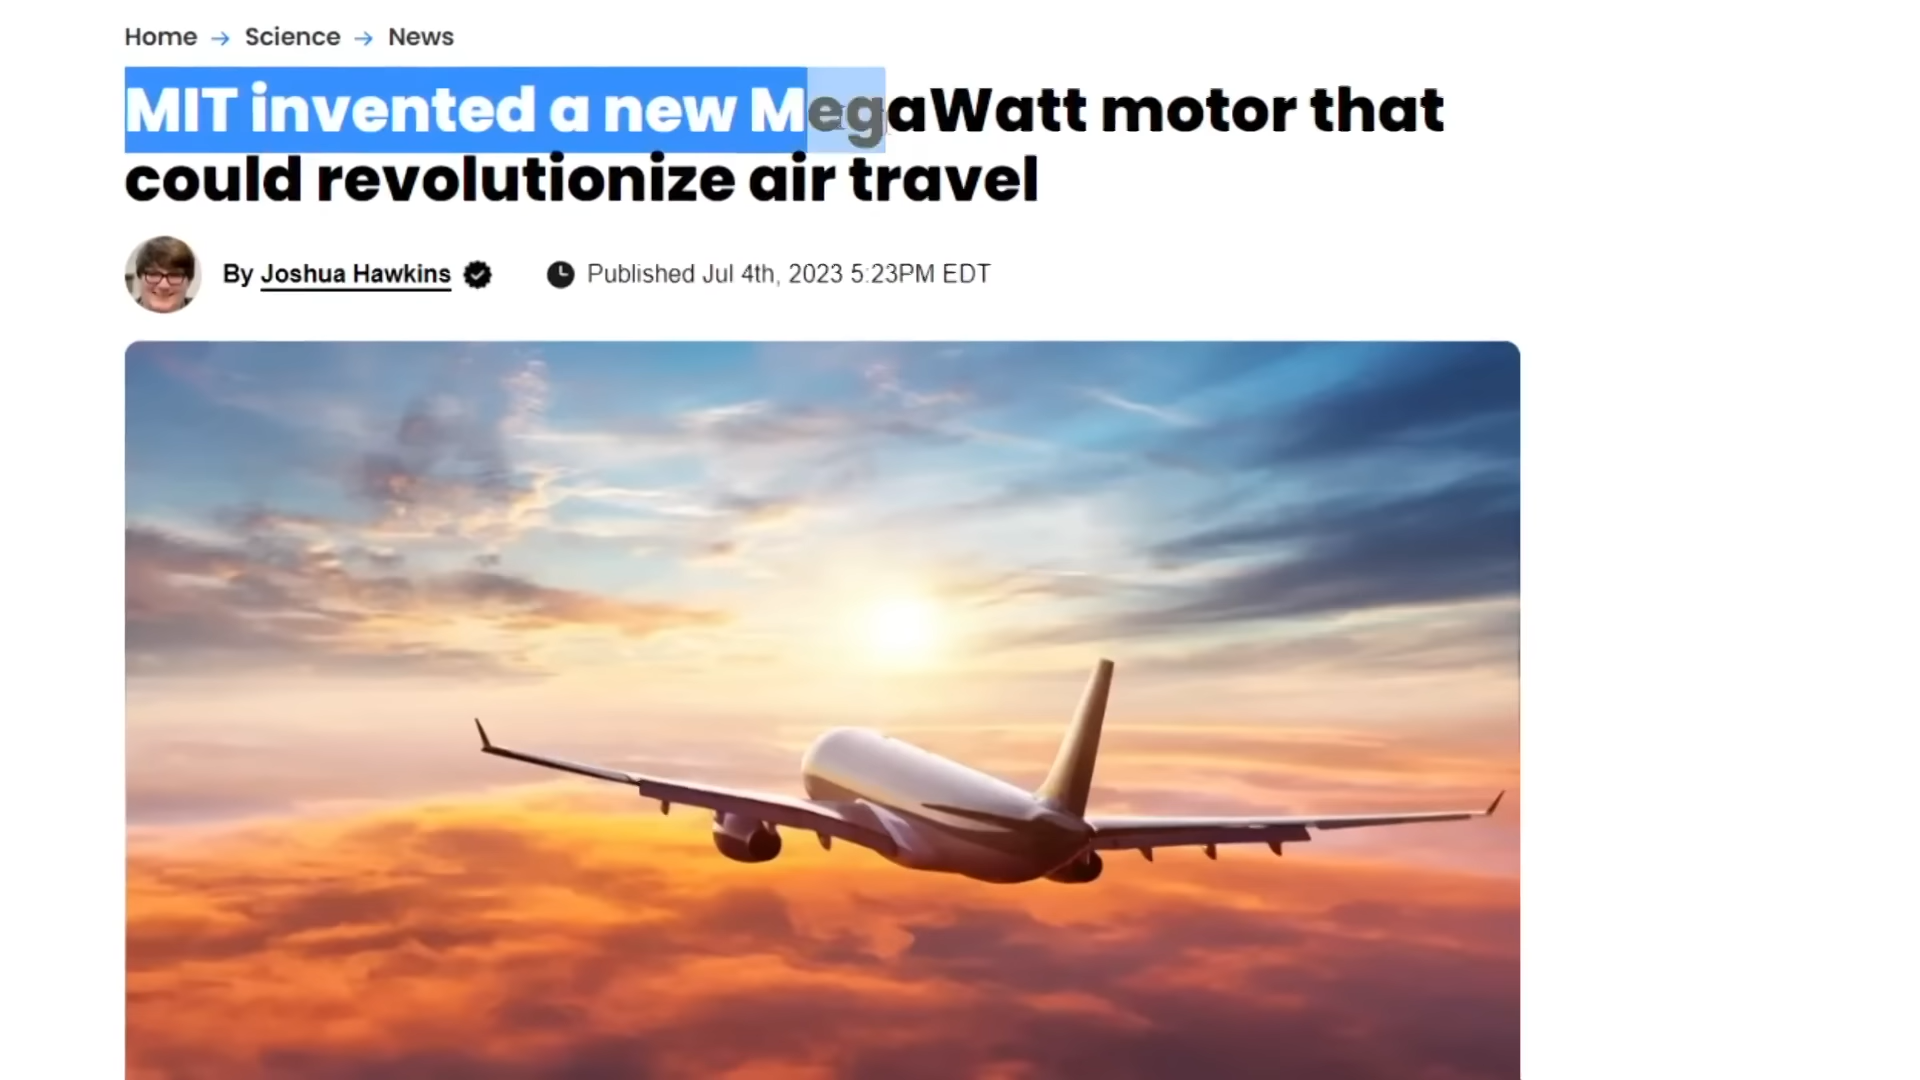 Home → Science → News
MIT invented a new MegaWatt motor that
could revolutionize air travel
By Joshua Hawkins
Published Jul 4th, 2023 5:23PM EDT